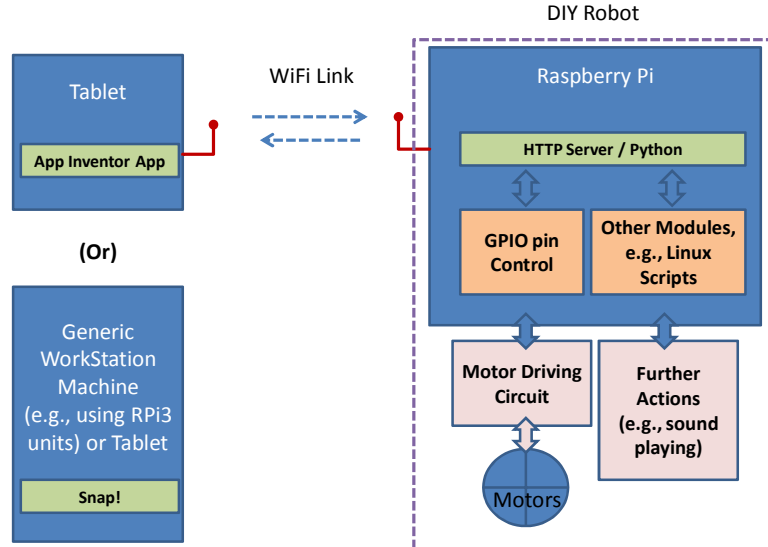 DIY Robot
Tablet
App Inventor App
WiFi Link
Raspberry Pi
HTTP Server / Python
GPIO pin
Control
Other Modules,
e.g., Linux
Scripts
(Or)
Generic
WorkStation
Machine
(e.g., using RPi3
units) or Tablet
Snap!
Motor Driving
Circuit
Further
Actions
(e.g., sound
playing)
Motors